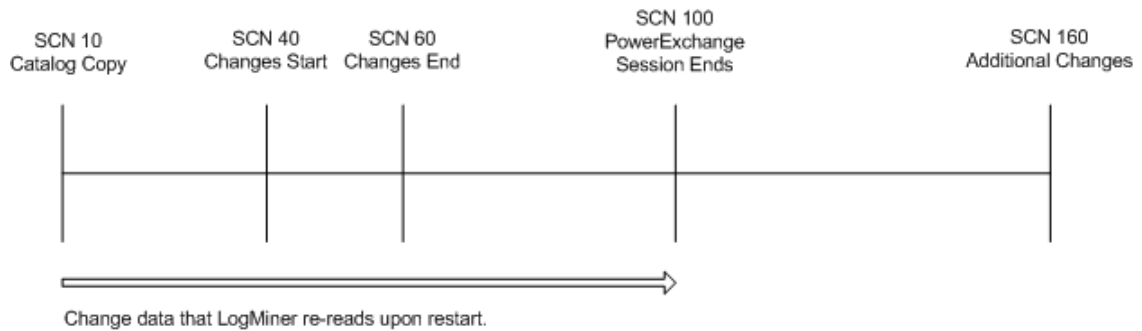 SCN 10
Catalog Copy
SCN 40
Changes Start
SCN 60
Changes End
SCN 100
PowerExchange
Session Ends
SCN 160
Additional Changes
Change data that LogMiner re-reads upon restart.